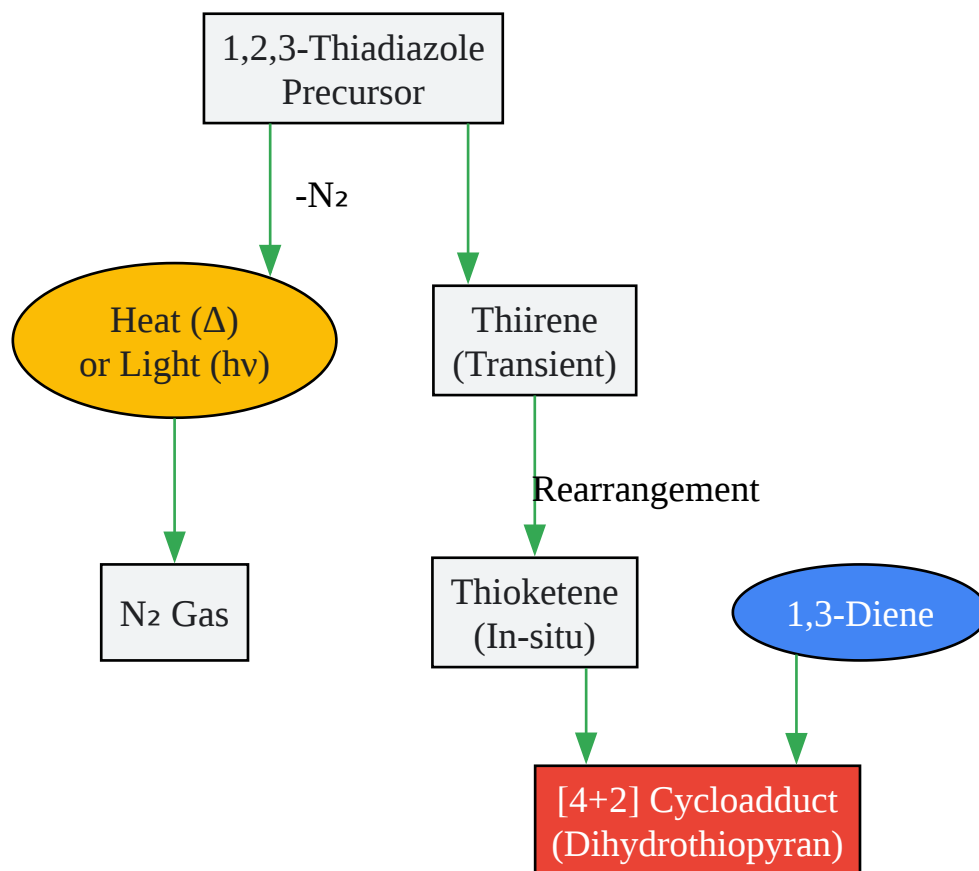 1,2,3-Thiadiazole
Precursor
-N₂
Heat (Δ)
or Light (hν)
Thiirene
(Transient)
Rearrangement
N₂ Gas
Thioketene
(In-situ)
1,3-Diene
[4+2] Cycloadduct
(Dihydrothiopyran)